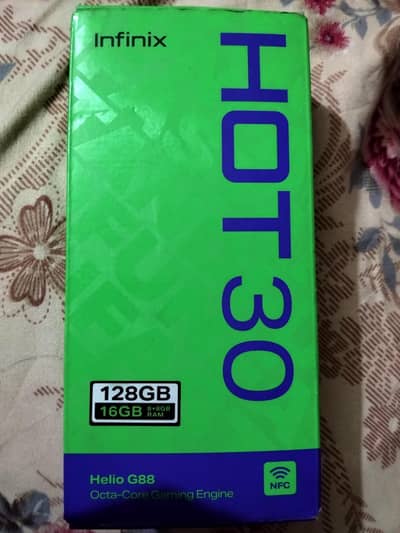 Infinix
HOT 30
128GB
16GB 8+8GB RAM
Helio G88
Octa-Core Gaming Engine
NFC